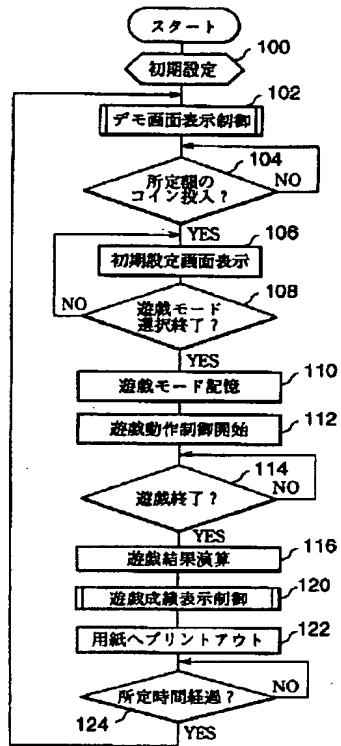 スタート
100
初期設定
102
デモ画面表示制御
104
所定額の
コイン投入?
NO
YES
106
初期設定画面表示
108
NO
遊戯モード
選択終了?
YES
110
遊戯モード記憶
112
遊戯動作制御開始
114
遊戯終了?
NO
YES
116
遊戯結果演算
120
遊戯成績表示制御
122
用紙へプリントアウト
所定時間経過?
NO
124
YES